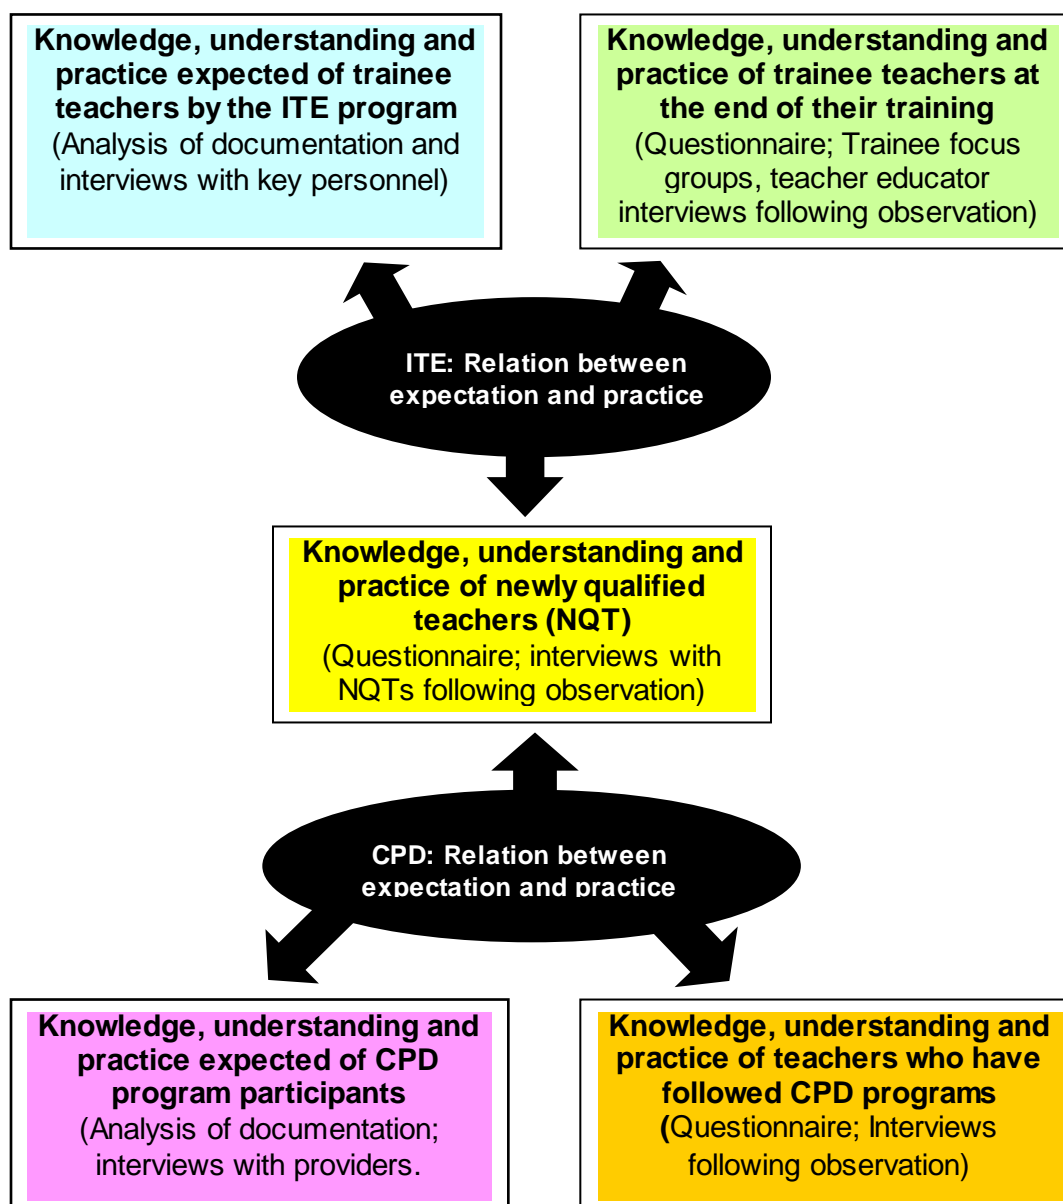 Knowledge, understanding and
practice expected of trainee
teachers by the ITE program
(Analysis of documentation and
interviews with key personnel)
Knowledge, understanding and
practice of trainee teachers at
the end of their training
(Questionnaire; Trainee focus
groups, teacher educator
interviews following observation)
ITE: Relation between
expectation and practice
Knowledge, understanding and
practice of newly qualified
teachers (NQT)
(Questionnaire; interviews with
NQTs following observation)
CPD: Relation between
expectation and practice
Knowledge, understanding and
practice expected of CPD
program participants
(Analysis of documentation;
interviews with providers.
Knowledge, understanding and
practice of teachers who have
followed CPD programs
(Questionnaire; Interviews
following observation)